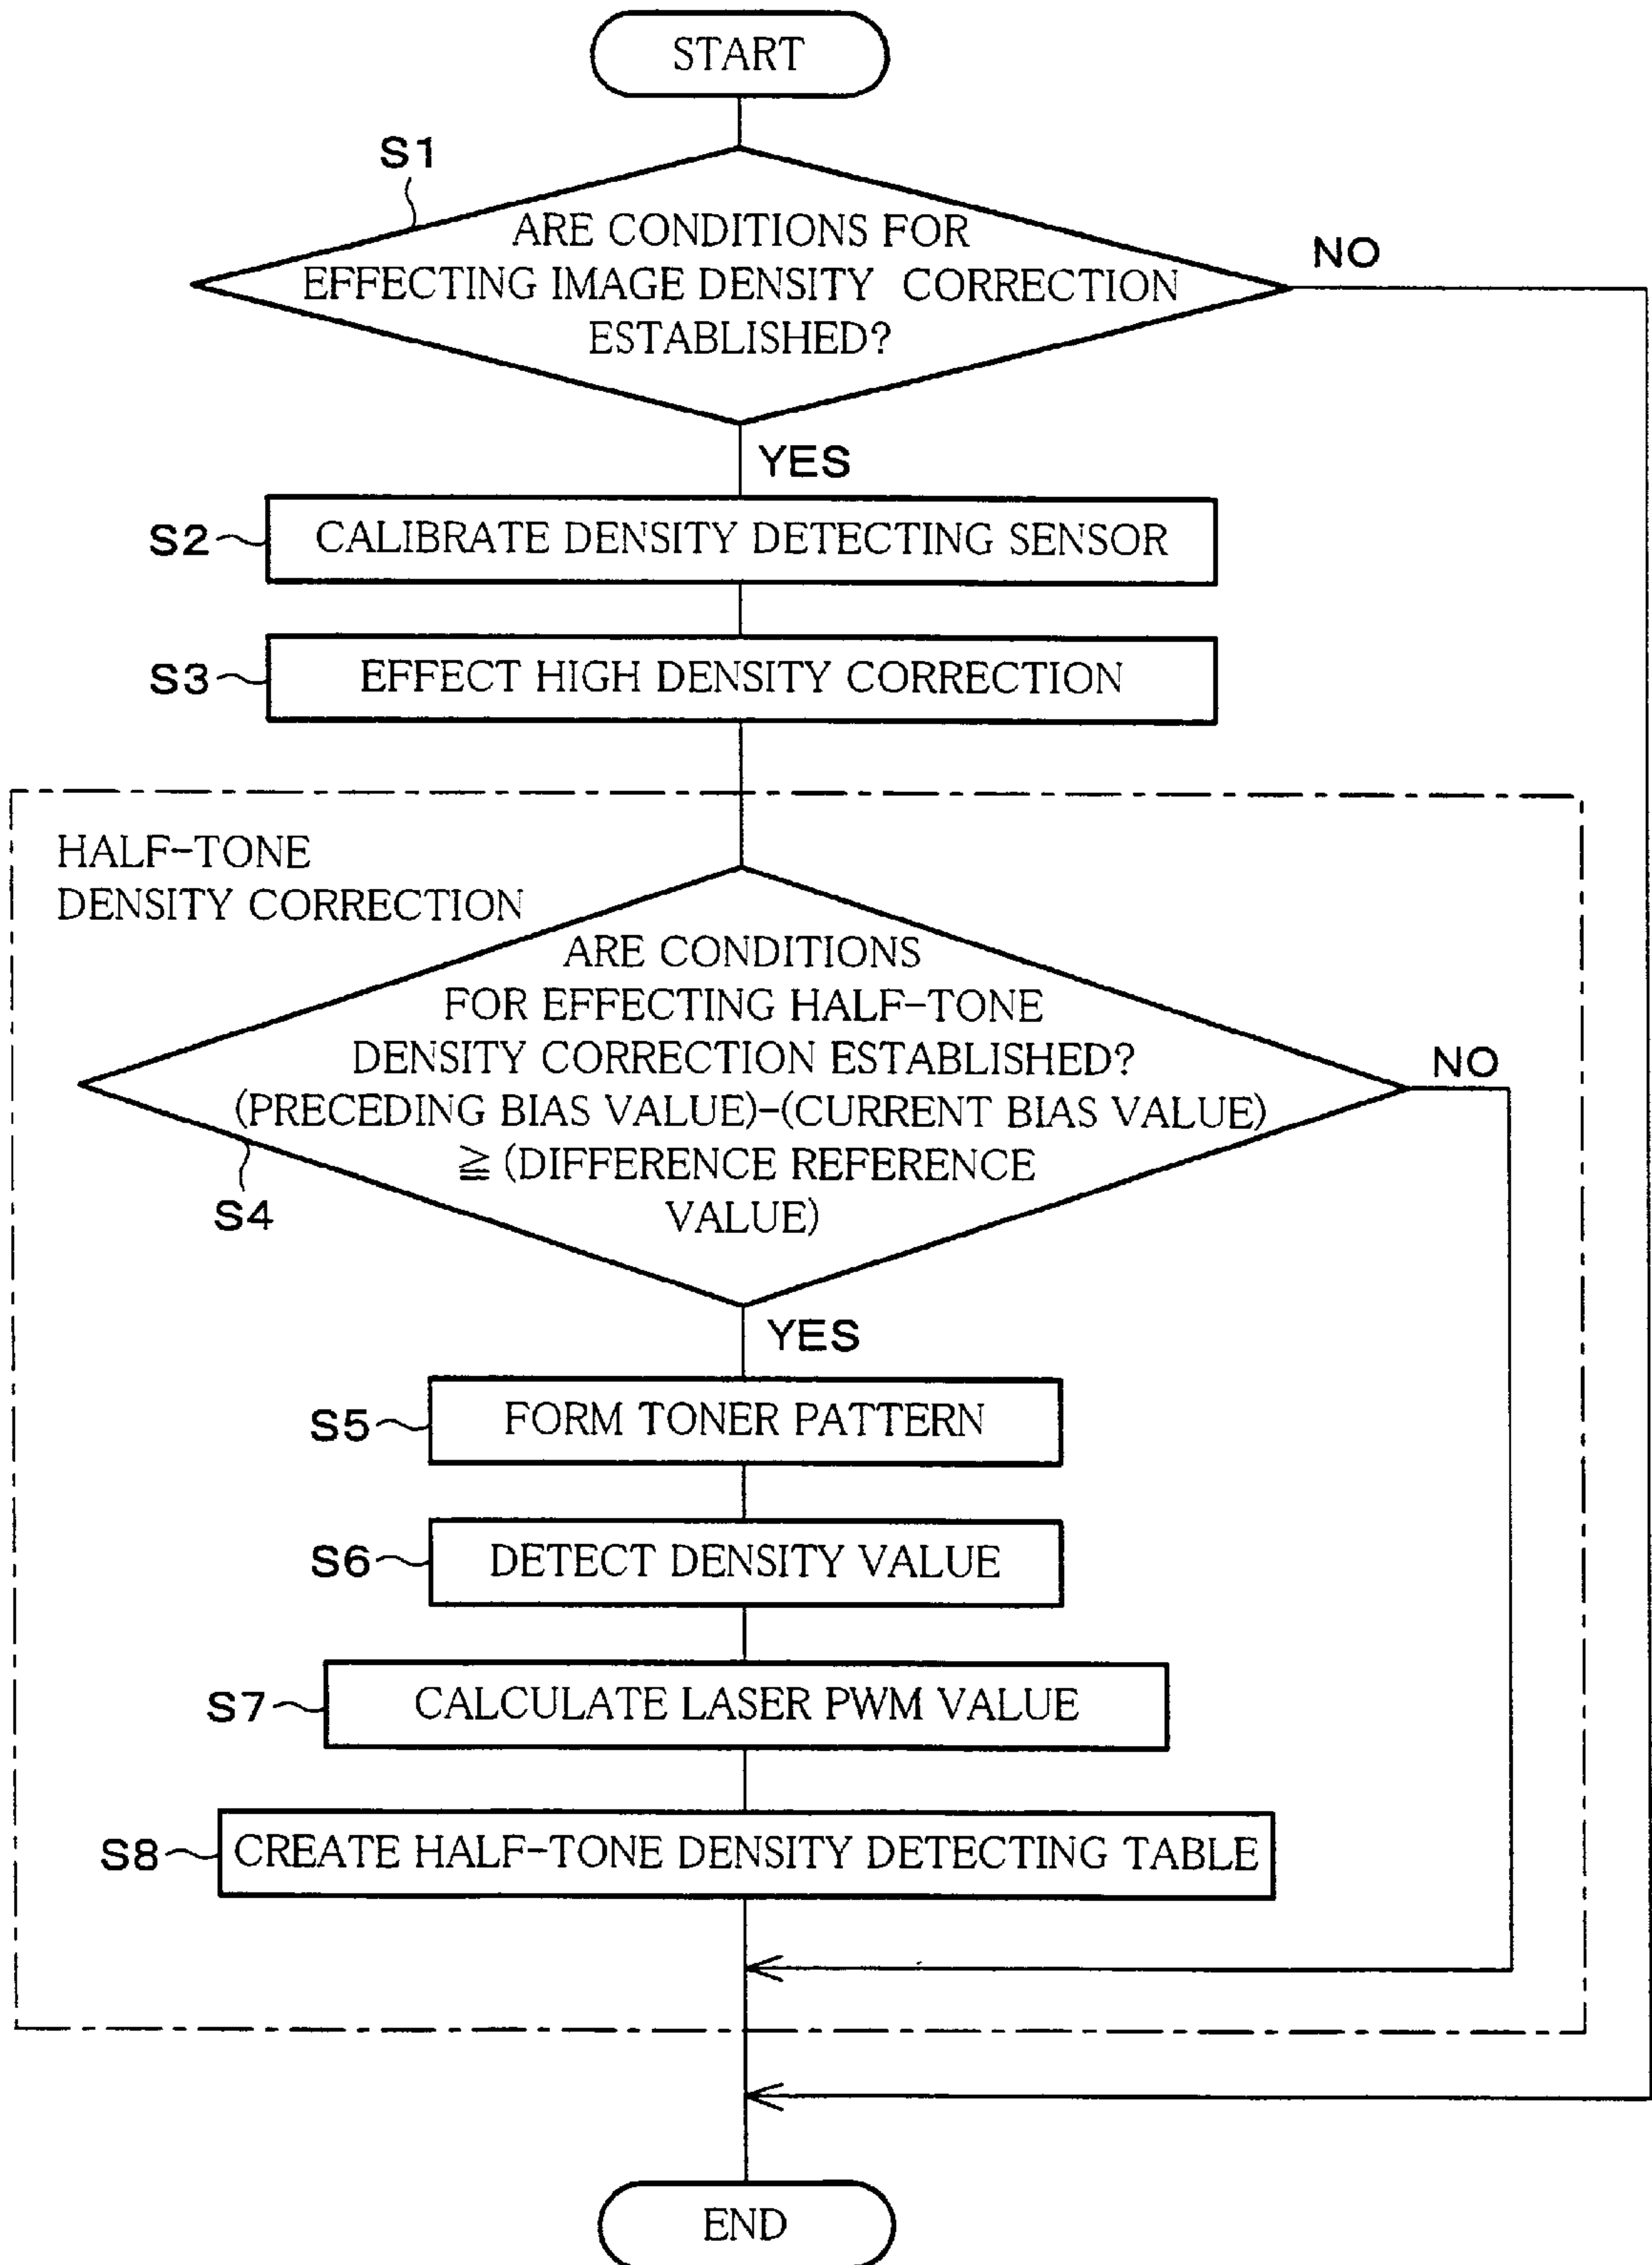 START
S1
ARE CONDITIONS FOR
EFFECTING IMAGE DENSITY CORRECTION
ESTABLISHED?
NO
YES
S2
CALIBRATE DENSITY DETECTING SENSOR
S3
EFFECT HIGH DENSITY CORRECTION
HALF-TONE
DENSITY CORRECTION
ARE CONDITIONS
FOR EFFECTING HALF-TONE
DENSITY CORRECTION ESTABLISHED?
(PRECEDING BIAS VALUE)-(CURRENT BIAS VALUE)
≧ (DIFFERENCE REFERENCE
VALUE)
NO
S4
YES
S5
FORM TONER PATTERN
S6
DETECT DENSITY VALUE
S7
CALCULATE LASER PWM VALUE
S8
CREATE HALF-TONE DENSITY DETECTING TABLE
END